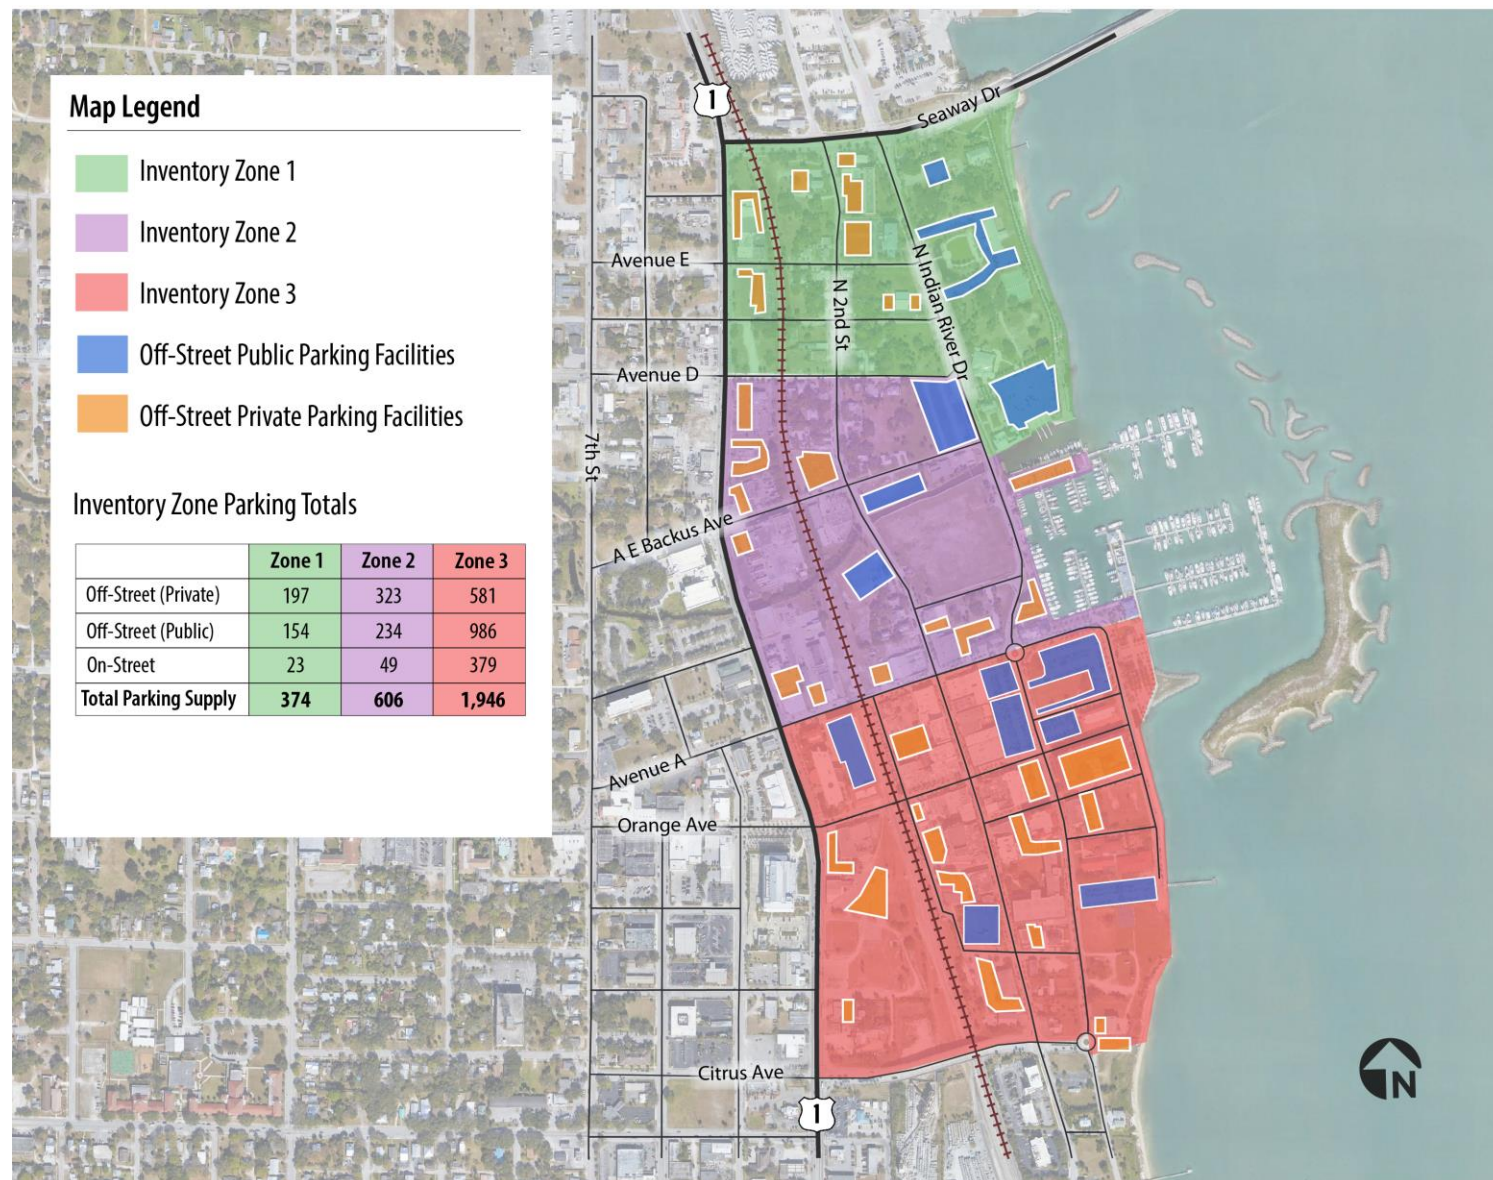 Map Legend
Inventory Zone 1
Inventory Zone 2
Inventory Zone 3
Off-Street Public Parking Facilities
Off-Street Private Parking Facilities
Inventory Zone Parking Totals
Zone 1 Zone 2 Zone 3
Off-Street (Private) 197 323 581
Off-Street (Public) 154 234 986
On-Street 23 49 379
Total Parking Supply 374 606 1,946
1
Seaway Dr
Avenue E
N 2nd St
N Indian River Dr
Avenue D
7th St
A E Backus Ave
Avenue A
Orange Ave
Citrus Ave
1
N